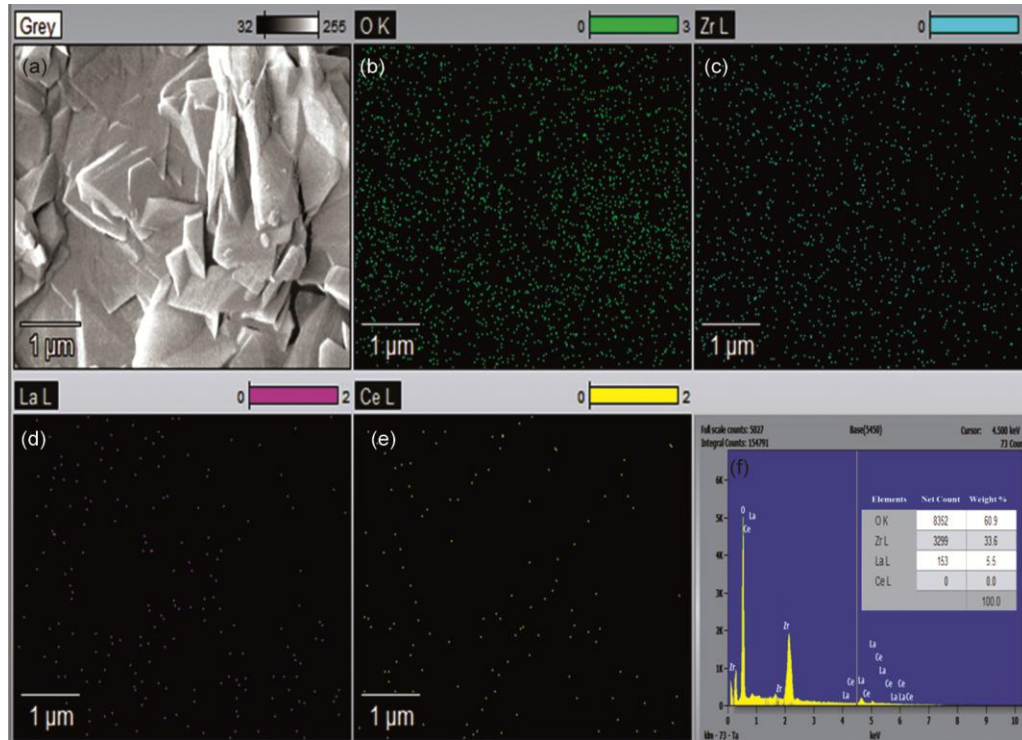 Grey 32 255
O K 0 3
Zr L 0
(a)
(b)
(c)
1 µm
1 µm
1 µm
La L 0 2
Ce L 0 2
(d)
(e)
1 µm
1 µm
Full scale counts: 5027 Base(5450) Cursor: 4.500 keV
Integral Counts: 154791 73 Coun
(f)
Elements Net Count Weight %
O K 8352 60.9
Zr L 3299 33.6
La L 153 5.5
Ce L 0 0.0
100.0
6K
5K
4K
3K
2K
1K
0
O La
Ce
Zr
Zr
Zr
Ce
La
La
Ce
La
Ce
La
Ce
Ce
La La Ce
0 1 2 3 4 5 6 7 8 9 10
keV